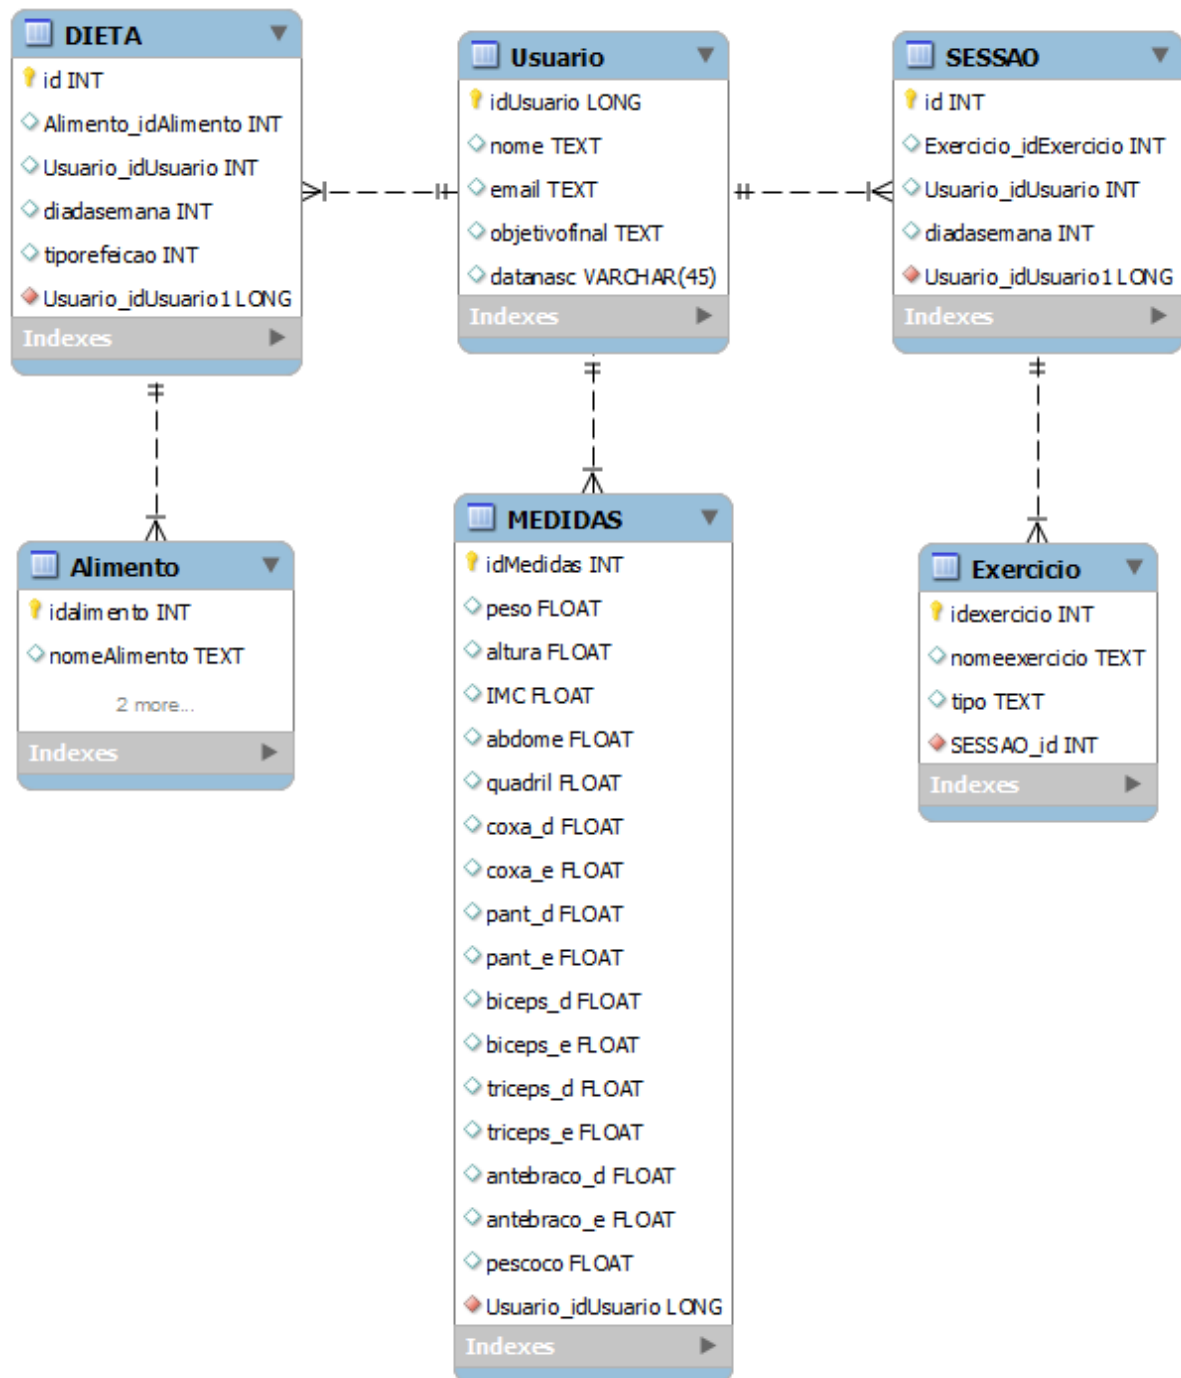 DIETA
id INT
Alimento_idAlimento INT
Usuario_idUsuario INT
diadasemana INT
tiporefeicao INT
Usuario_idUsuario1 LONG
Indexes
Usuario
idUsuario LONG
nome TEXT
email TEXT
objetivofinal TEXT
datanasc VARCHAR(45)
Indexes
SESSAO
id INT
Exercicio_idExercicio INT
Usuario_idUsuario INT
diadasemana INT
Usuario_idUsuario1 LONG
Indexes
Alimento
idalimento INT
nomeAlimento TEXT
2 more...
Indexes
MEDIDAS
idMedidas INT
peso FLOAT
altura FLOAT
IMC FLOAT
abdome FLOAT
quadril FLOAT
coxa_d FLOAT
coxa_e FLOAT
pant_d FLOAT
pant_e FLOAT
biceps_d FLOAT
biceps_e FLOAT
triceps_d FLOAT
triceps_e FLOAT
antebraco_d FLOAT
antebraco_e FLOAT
pescoco FLOAT
Usuario_idUsuario LONG
Indexes
Exercicio
idexercicio INT
nomeexercicio TEXT
tipo TEXT
SESSAO_id INT
Indexes